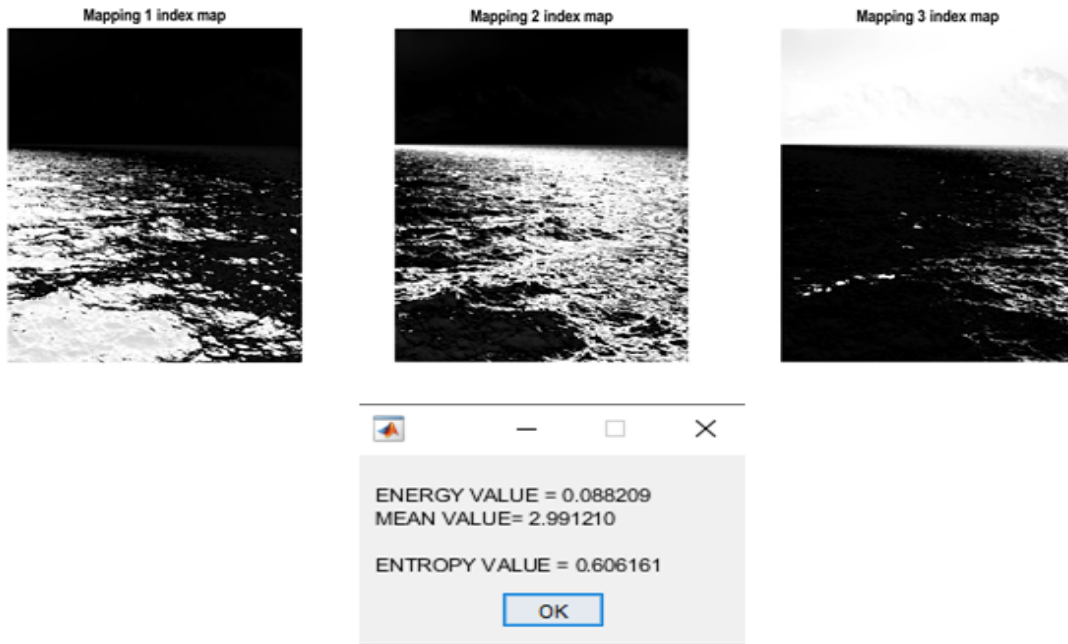 Mapping 1 index map
Mapping 2 index map
Mapping 3 index map
ENERGY VALUE = 0.088209
MEAN VALUE= 2.991210
ENTROPY VALUE = 0.606161
OK